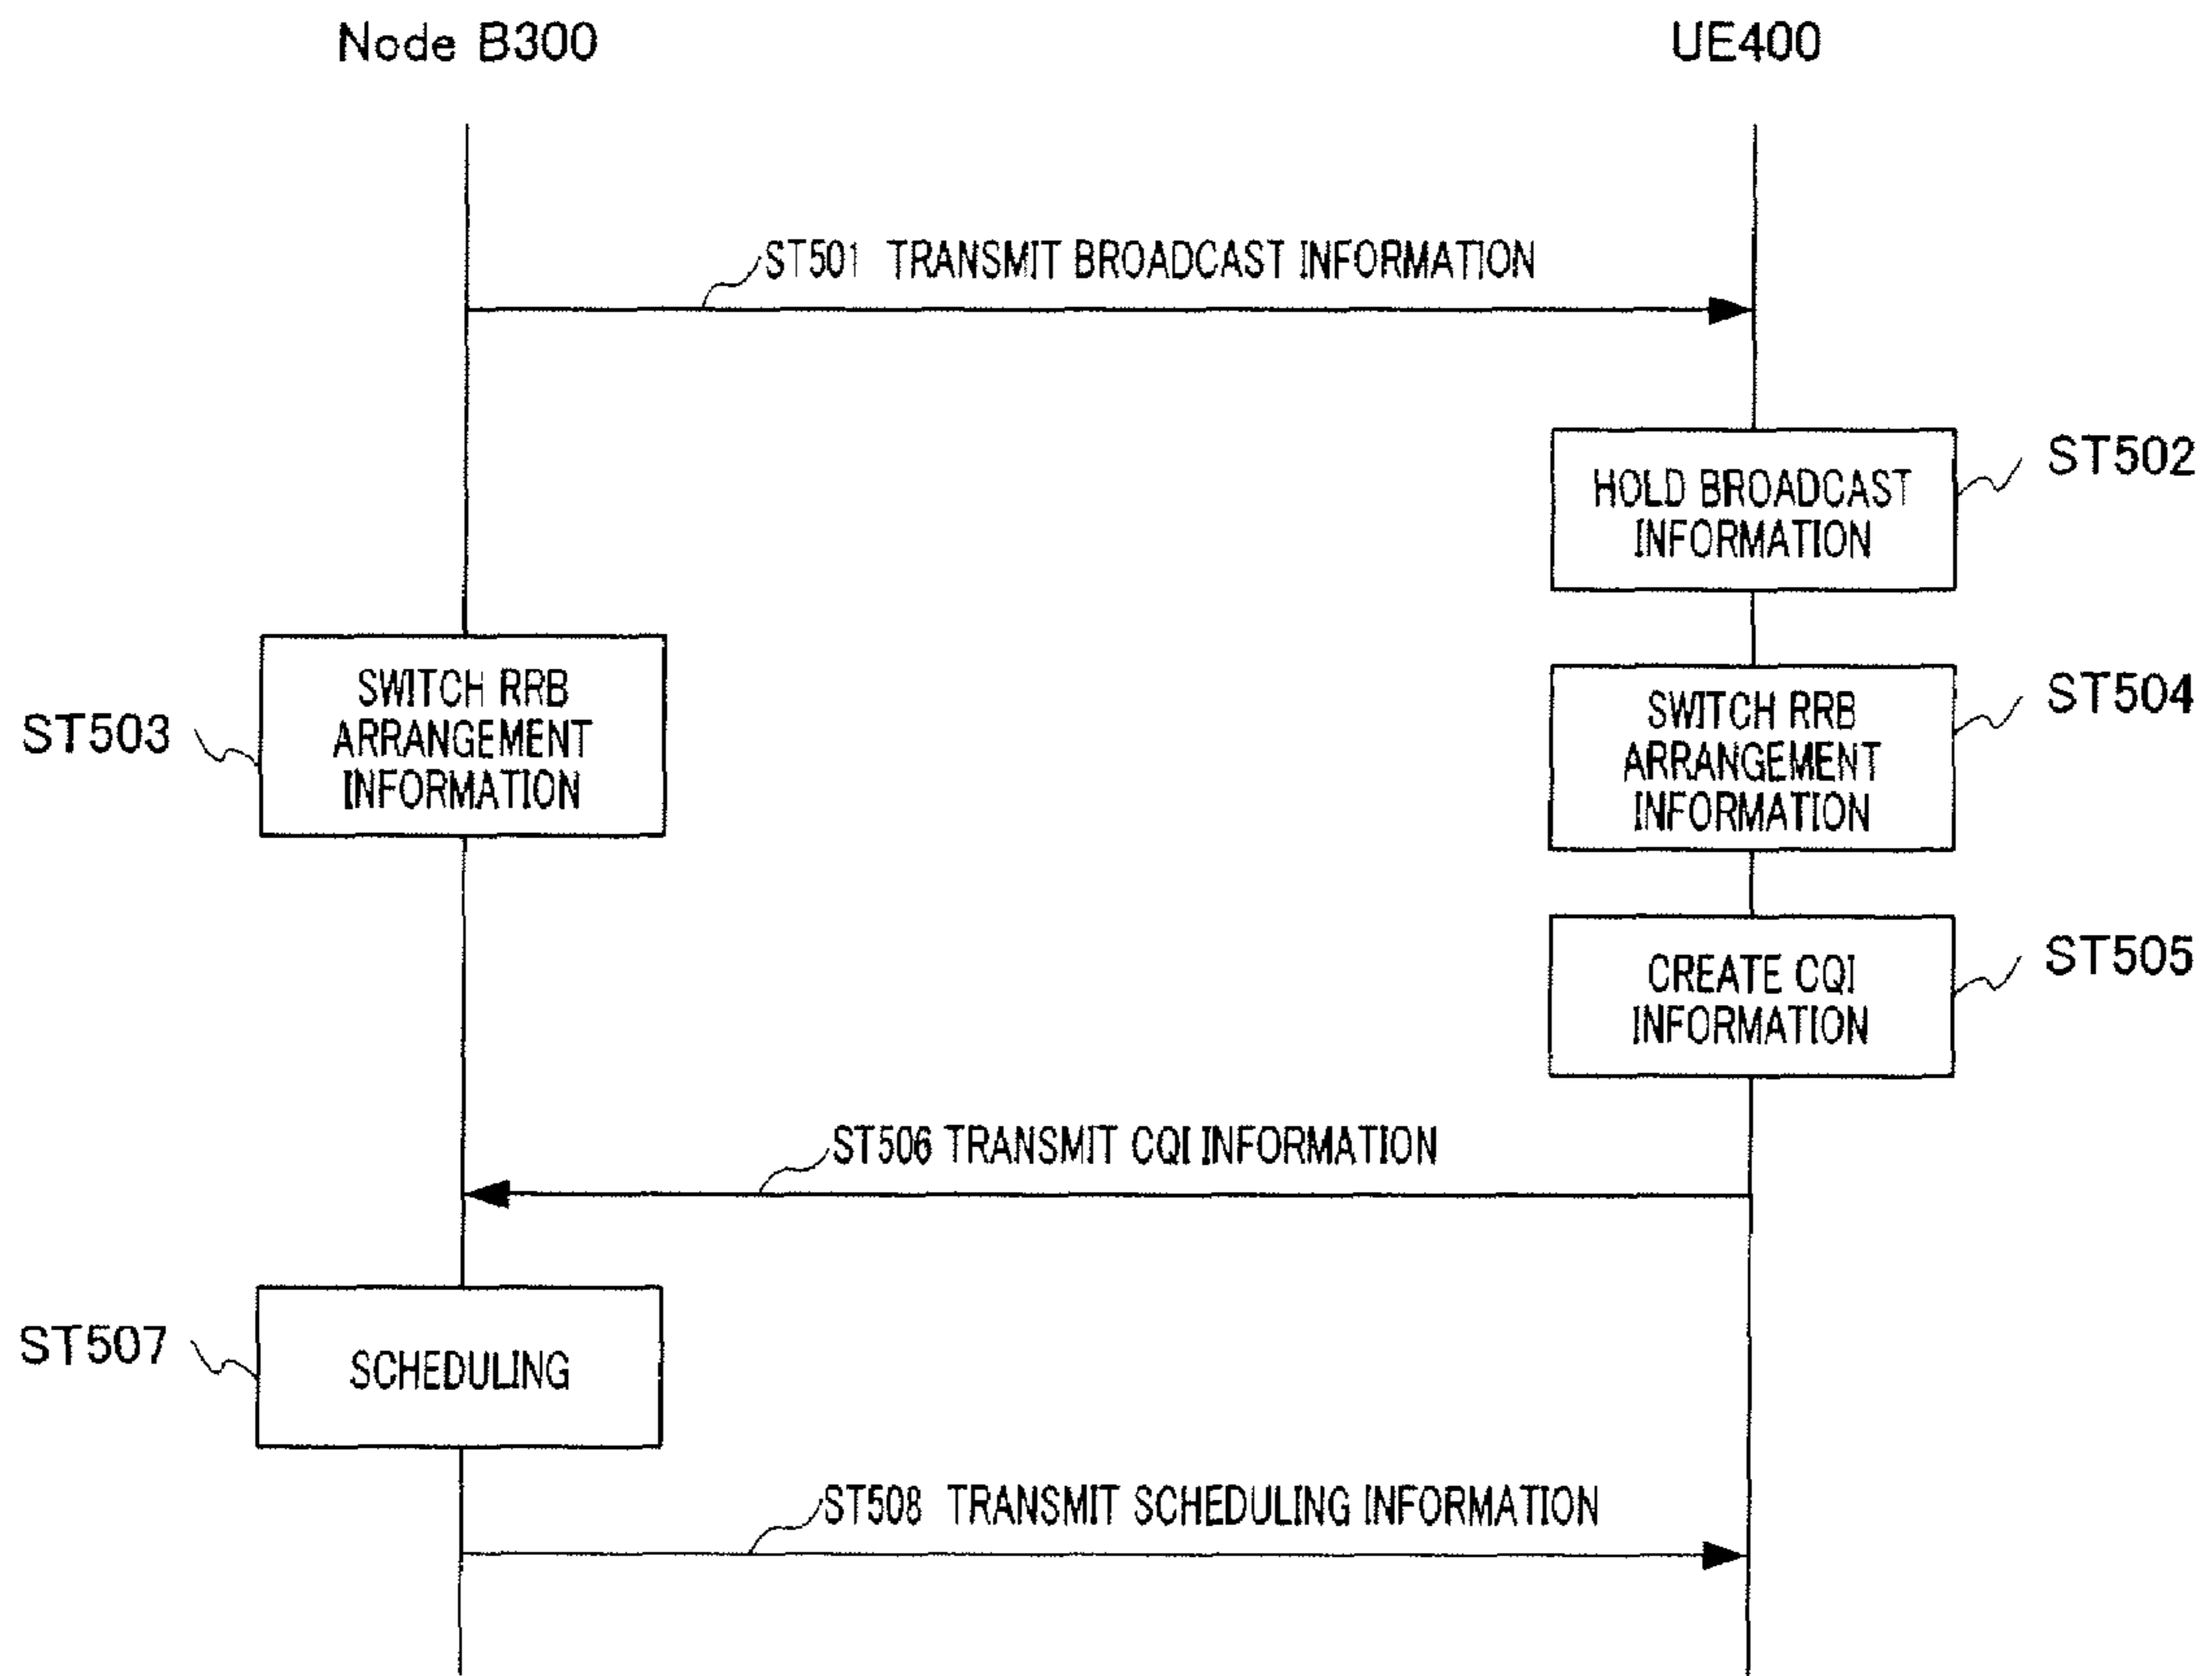 Node B300
UE400
ST501 TRANSMIT BROADCAST INFORMATION
HOLD BROADCAST
INFORMATION
ST502
SWITCH RRB
ARRANGEMENT
INFORMATION
ST503
SWITCH RRB
ARRANGEMENT
INFORMATION
ST504
CREATE CQI
INFORMATION
ST505
ST506 TRANSMIT CQI INFORMATION
ST507
SCHEDULING
ST508 TRANSMIT SCHEDULING INFORMATION